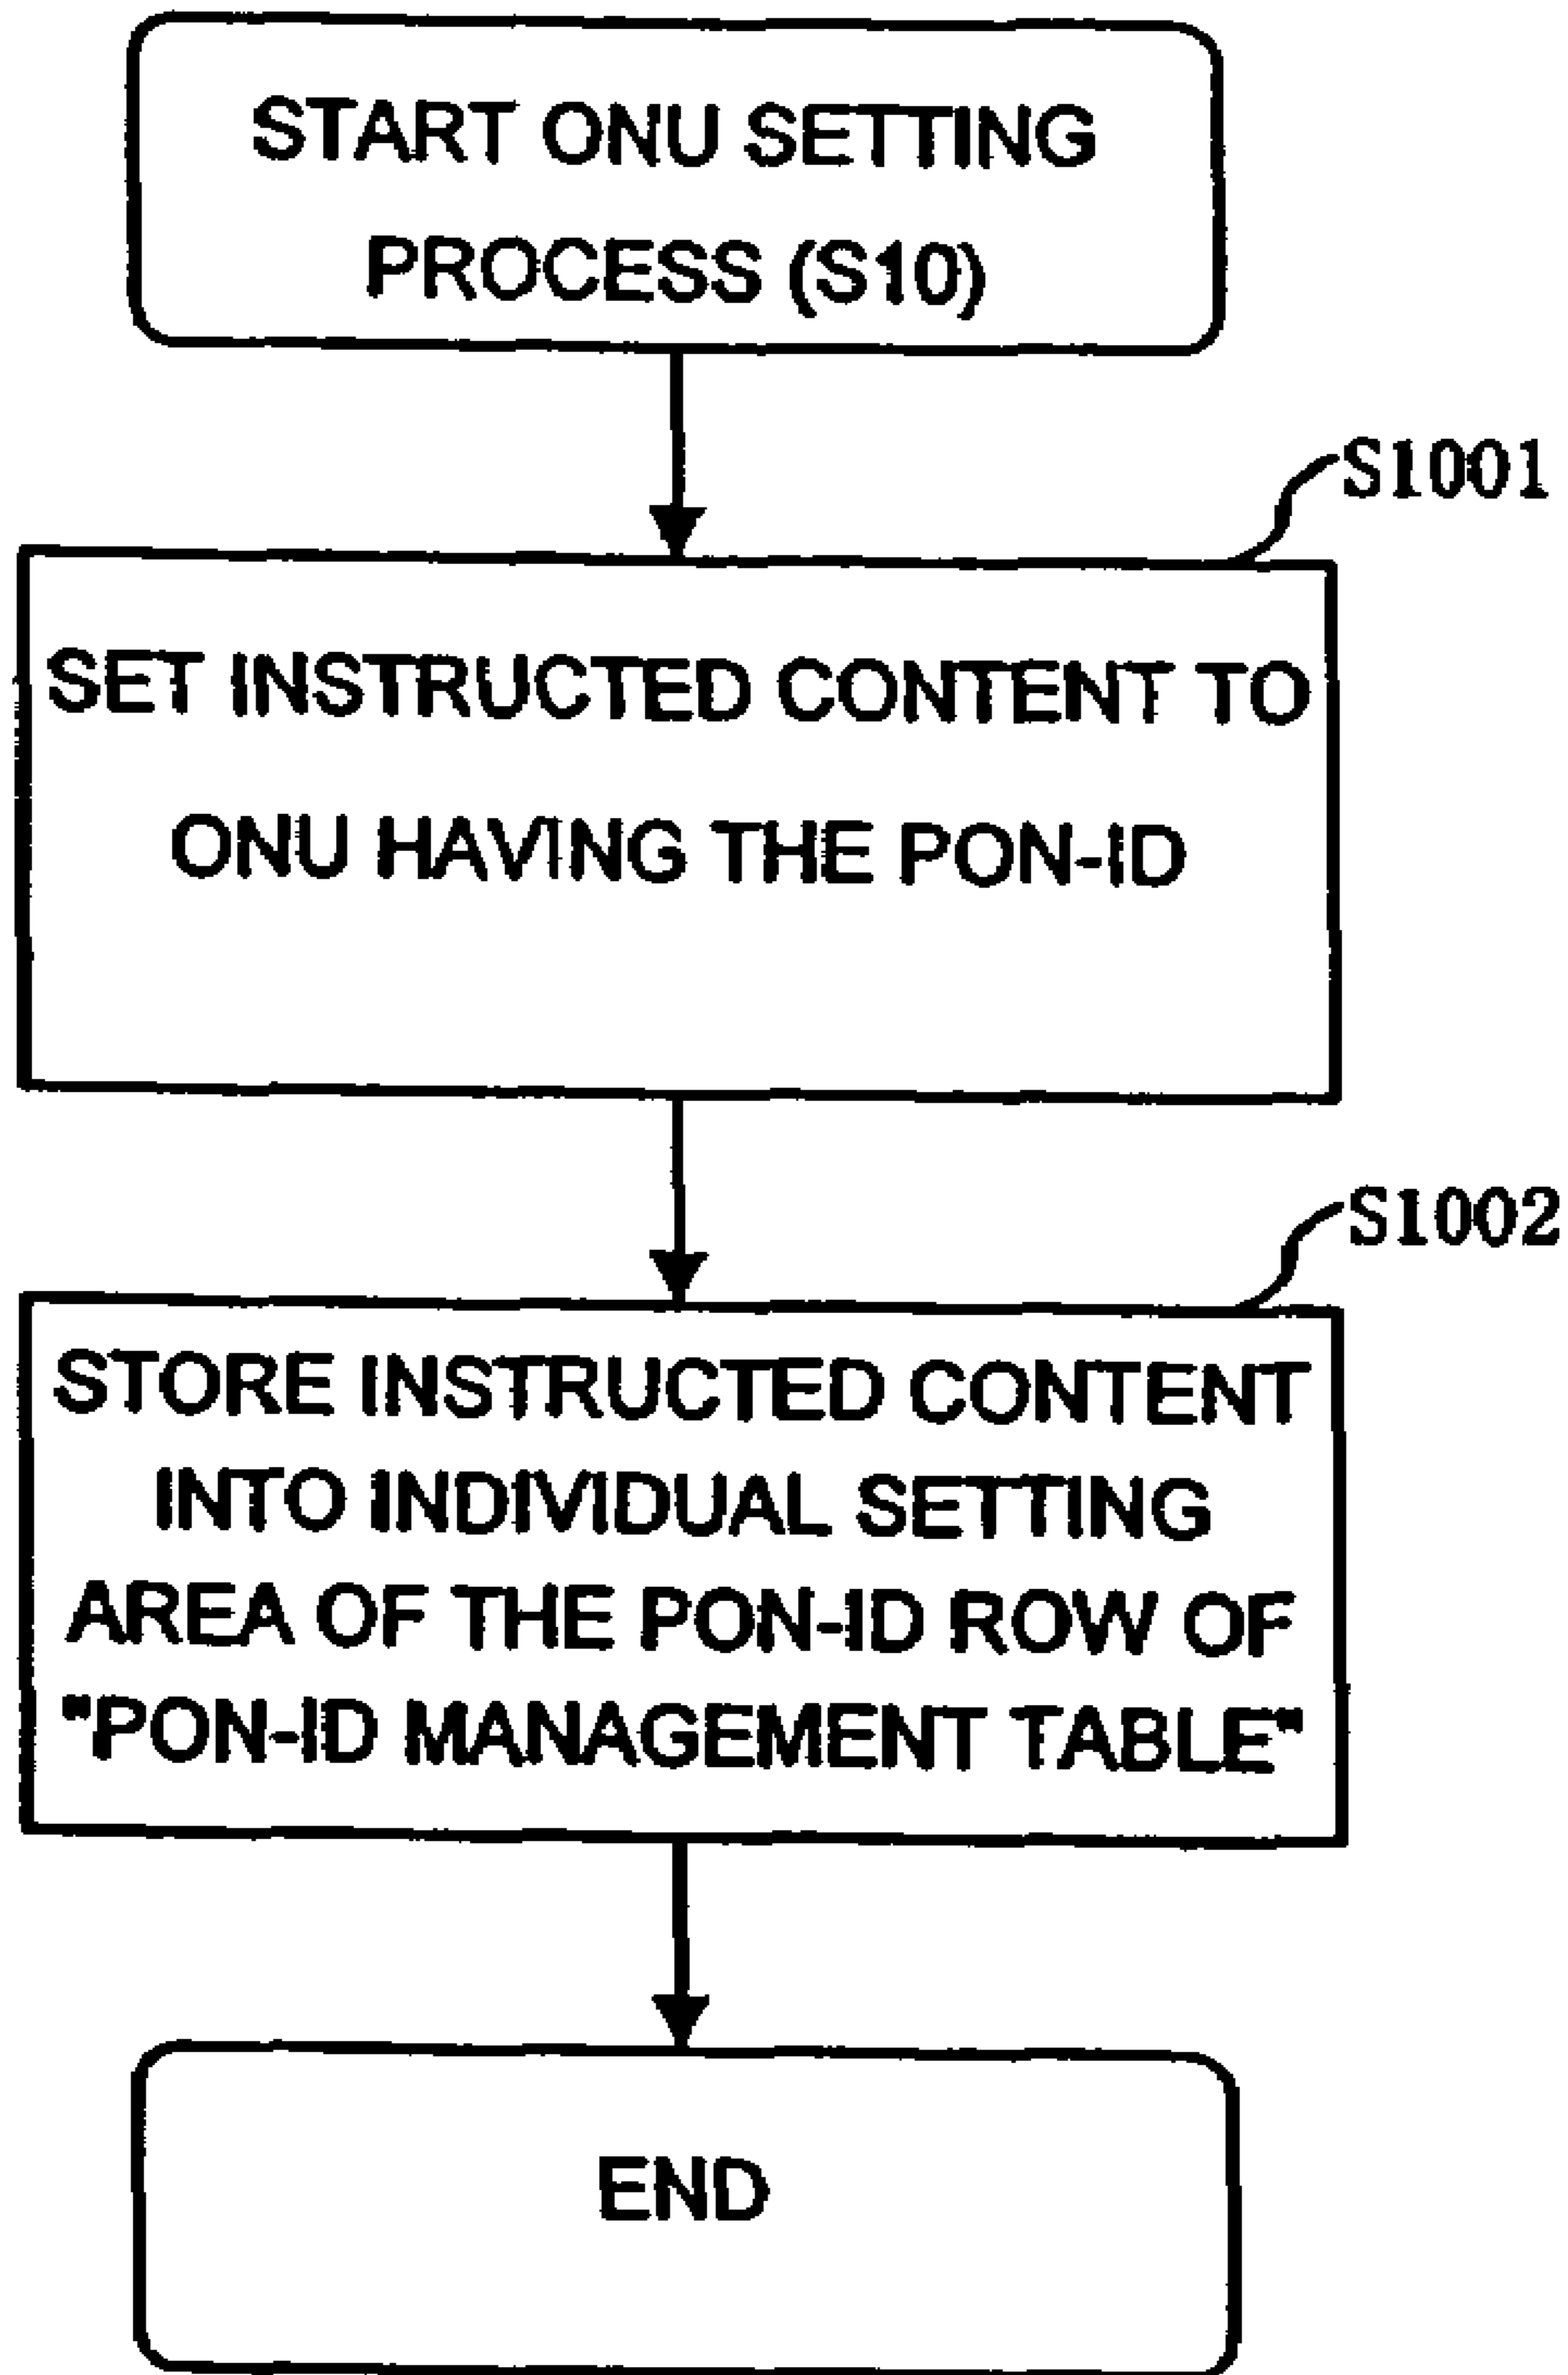 START ONU SETTING
PROCESS (S10)
S1001
SET INSTRUCTED CONTENT TO
ONU HAVING THE PON-ID
S1002
STORE INSTRUCTED CONTENT
INTO INDIVIDUAL SETTING
AREA OF THE PON-ID ROW OF
"PON-ID MANAGEMENT TABLE"
END